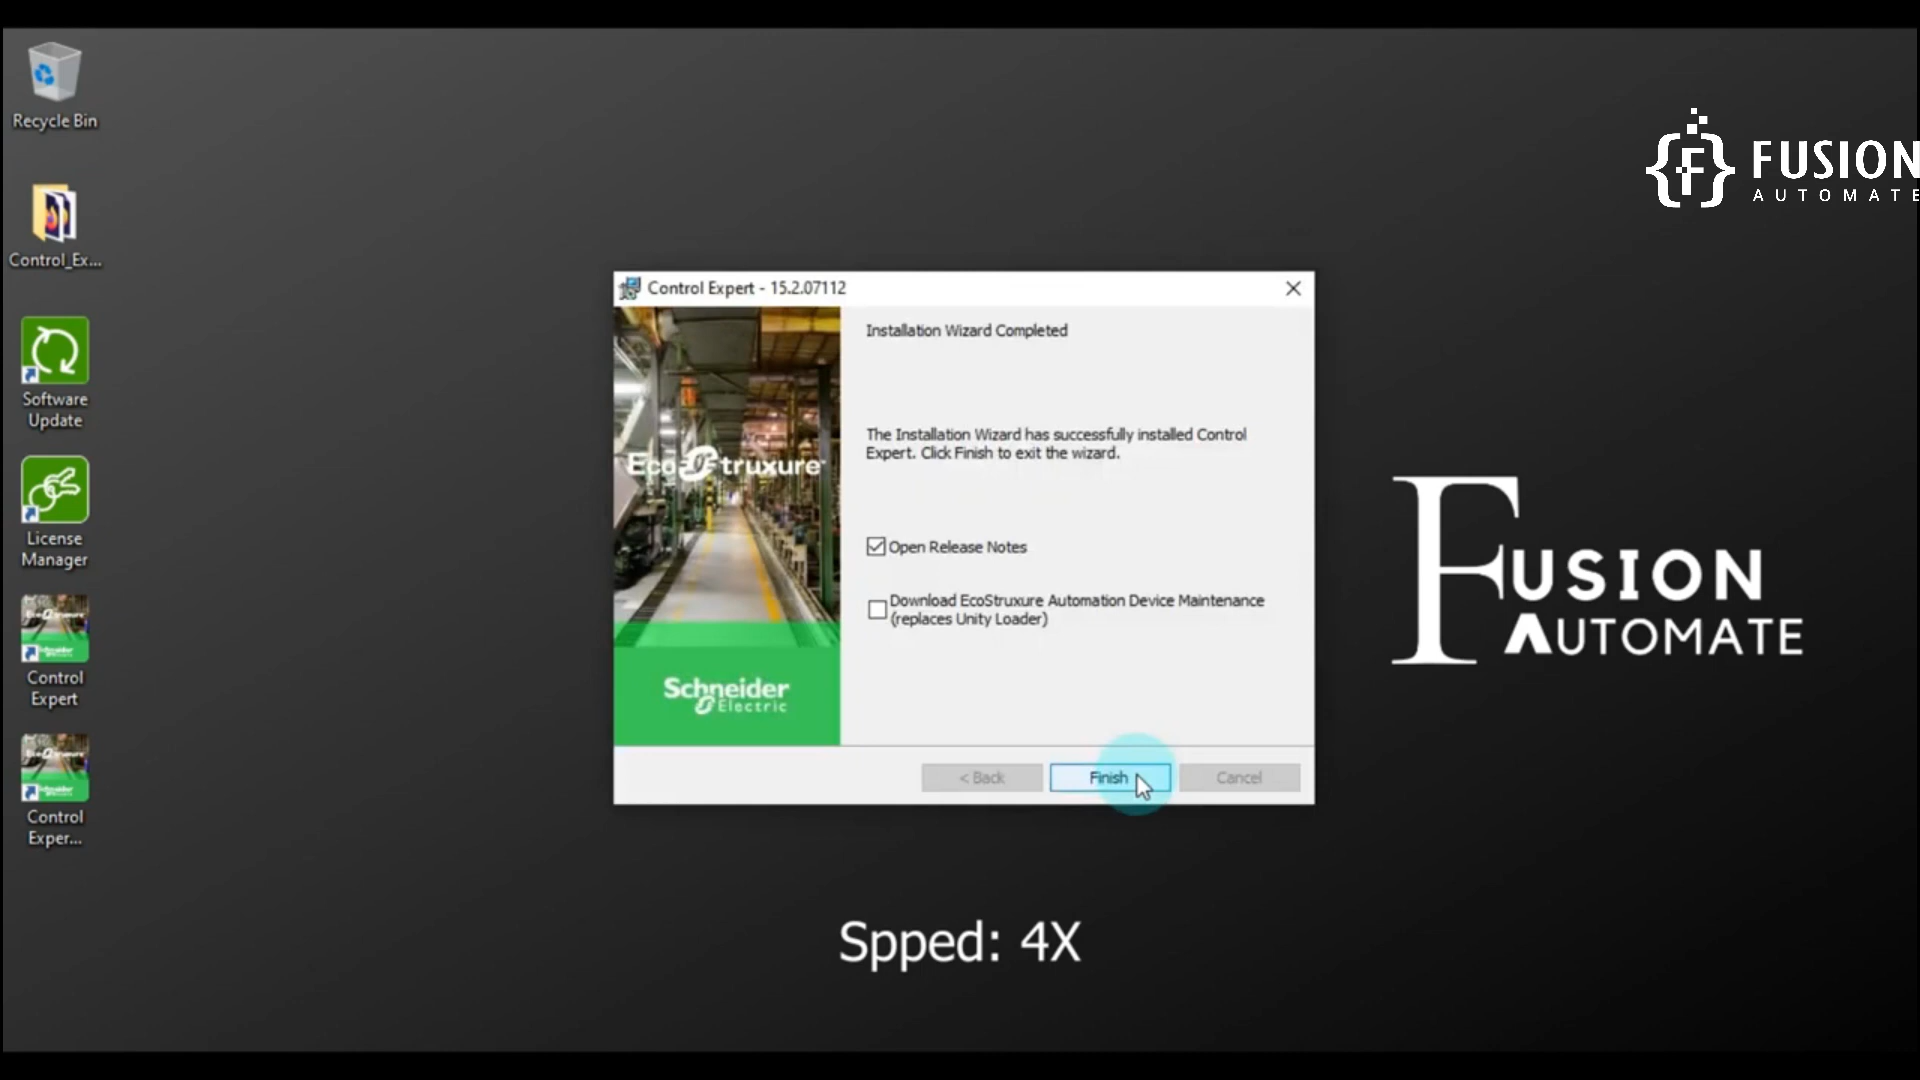 Recycle Bin
Control_Ex...
Software
Update
License
Manager
Control
Expert
Control
Exper...
Control Expert - 15.2.07112
Installation Wizard Completed
The Installation Wizard has successfully installed Control
Expert. Click Finish to exit the wizard.
Open Release Notes
Download EcoStruxure Automation Device Maintenance
(replaces Unity Loader)
EcoStruxure
Schneider
Electric
< Back
Finish
Cancel
FUSION
AUTOMATE
FUSION
AUTOMATE
Spped: 4X